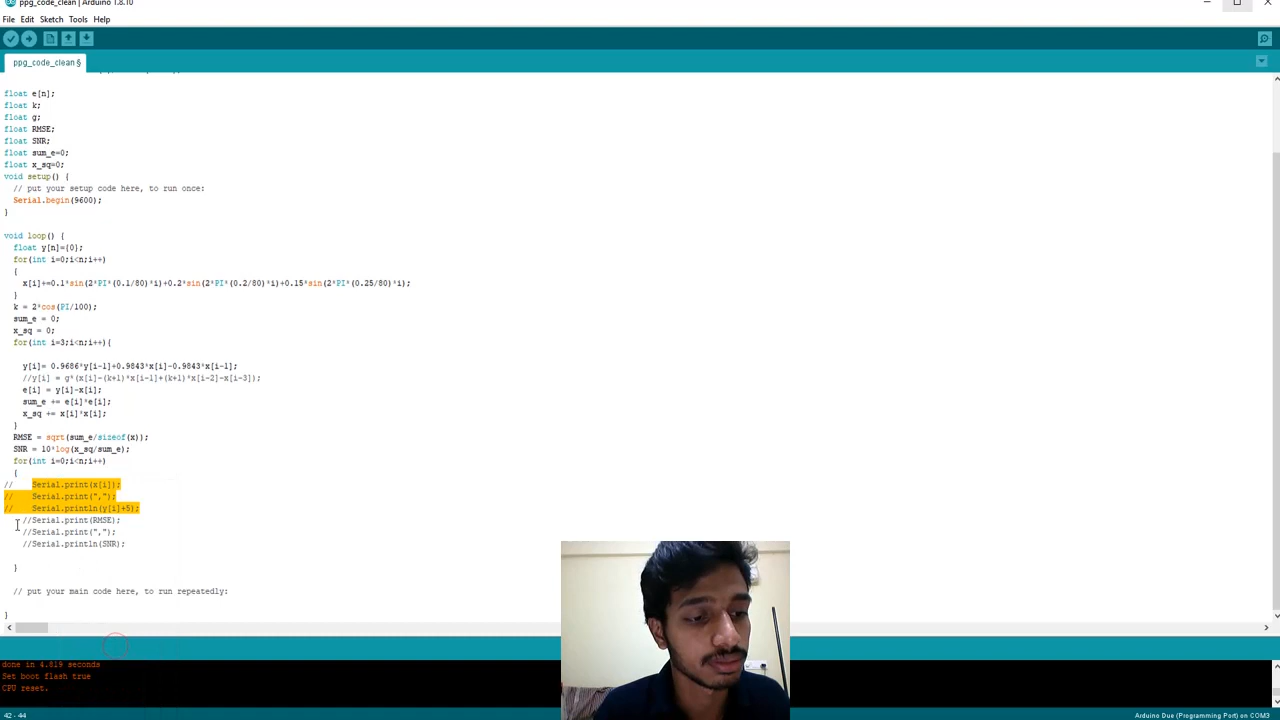 ppg_code_clean | Arduino 1.8.10
File Edit Sketch Tools Help
ppg_code_clean §
float e[n];
float k;
float g;
float RMSE;
float SNR;
float sum_e=0;
float x_sq=0;
void setup() {
// put your setup code here, to run once:
Serial.begin(9600);
}
void loop() {
float y[n]={0};
for(int i=0;i<n;i++)
{
x[i]+=0.1*sin(2*PI*(0.1/80)*i)+0.2*sin(2*PI*(0.2/80)*i)+0.15*sin(2*PI*(0.25/80)*i);
}
k = 2*cos(PI/100);
sum_e = 0;
x_sq = 0;
for(int i=3;i<n;i++){
y[i]= 0.9686*y[i-1]+0.9843*x[i]-0.9843*x[i-1];
//y[i] = g*(x[i]-(k+1)*x[i-1]+(k+1)*x[i-2]-x[i-3]);
e[i] = y[i]-x[i];
sum_e += e[i]*e[i];
x_sq += x[i]*x[i];
}
RMSE = sqrt(sum_e/sizeof(x));
SNR = 10*log(x_sq/sum_e);
for(int i=0;i<n;i++)
{
// Serial.print(x[i]);
// Serial.print(",");
// Serial.println(y[i]+5);
//Serial.print(RMSE);
//Serial.print(",");
//Serial.println(SNR);
}
// put your main code here, to run repeatedly:
}
done in 4.819 seconds
Set boot flash true
CPU reset.
42 - 44 Arduino Due (Programming Port) on COM3